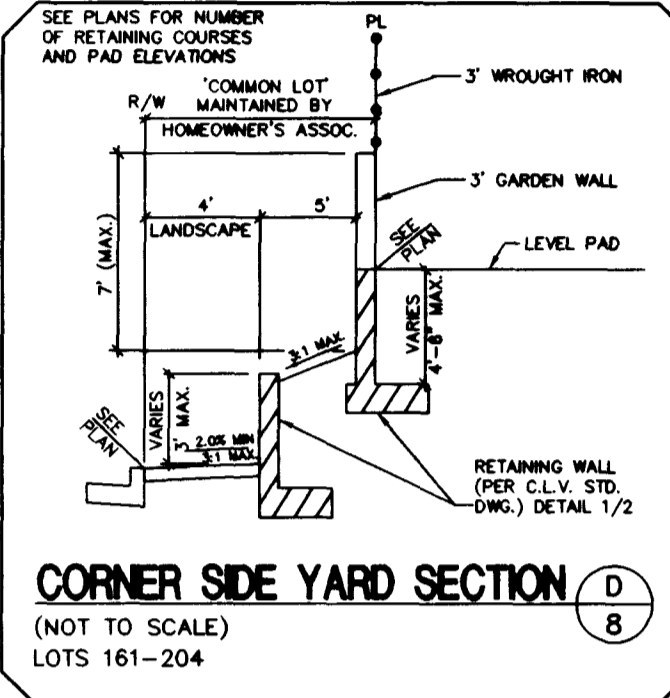 SEE PLANS FOR NUMBER
OF RETAINING COURSES
AND PAD ELEVATIONS
PL
3' WROUGHT IRON
'COMMON LOT'
R/W
MAINTAINED BY
HOMEOWNER'S ASSOC.
3' GARDEN WALL
4'
5'
LANDSCAPE
SEE
PLAN
LEVEL PAD
7' (MAX.)
VARIES
4'-8" MAX.
1 MAX.
SEE
PLAN
VARIES
3' MAX.
2.0% MIN
1 MAX.
RETAINING WALL
(PER C.L.V. STD.
DWG.) DETAIL 1/2
CORNER SIDE YARD SECTION
D
8
(NOT TO SCALE)
LOTS 161-204